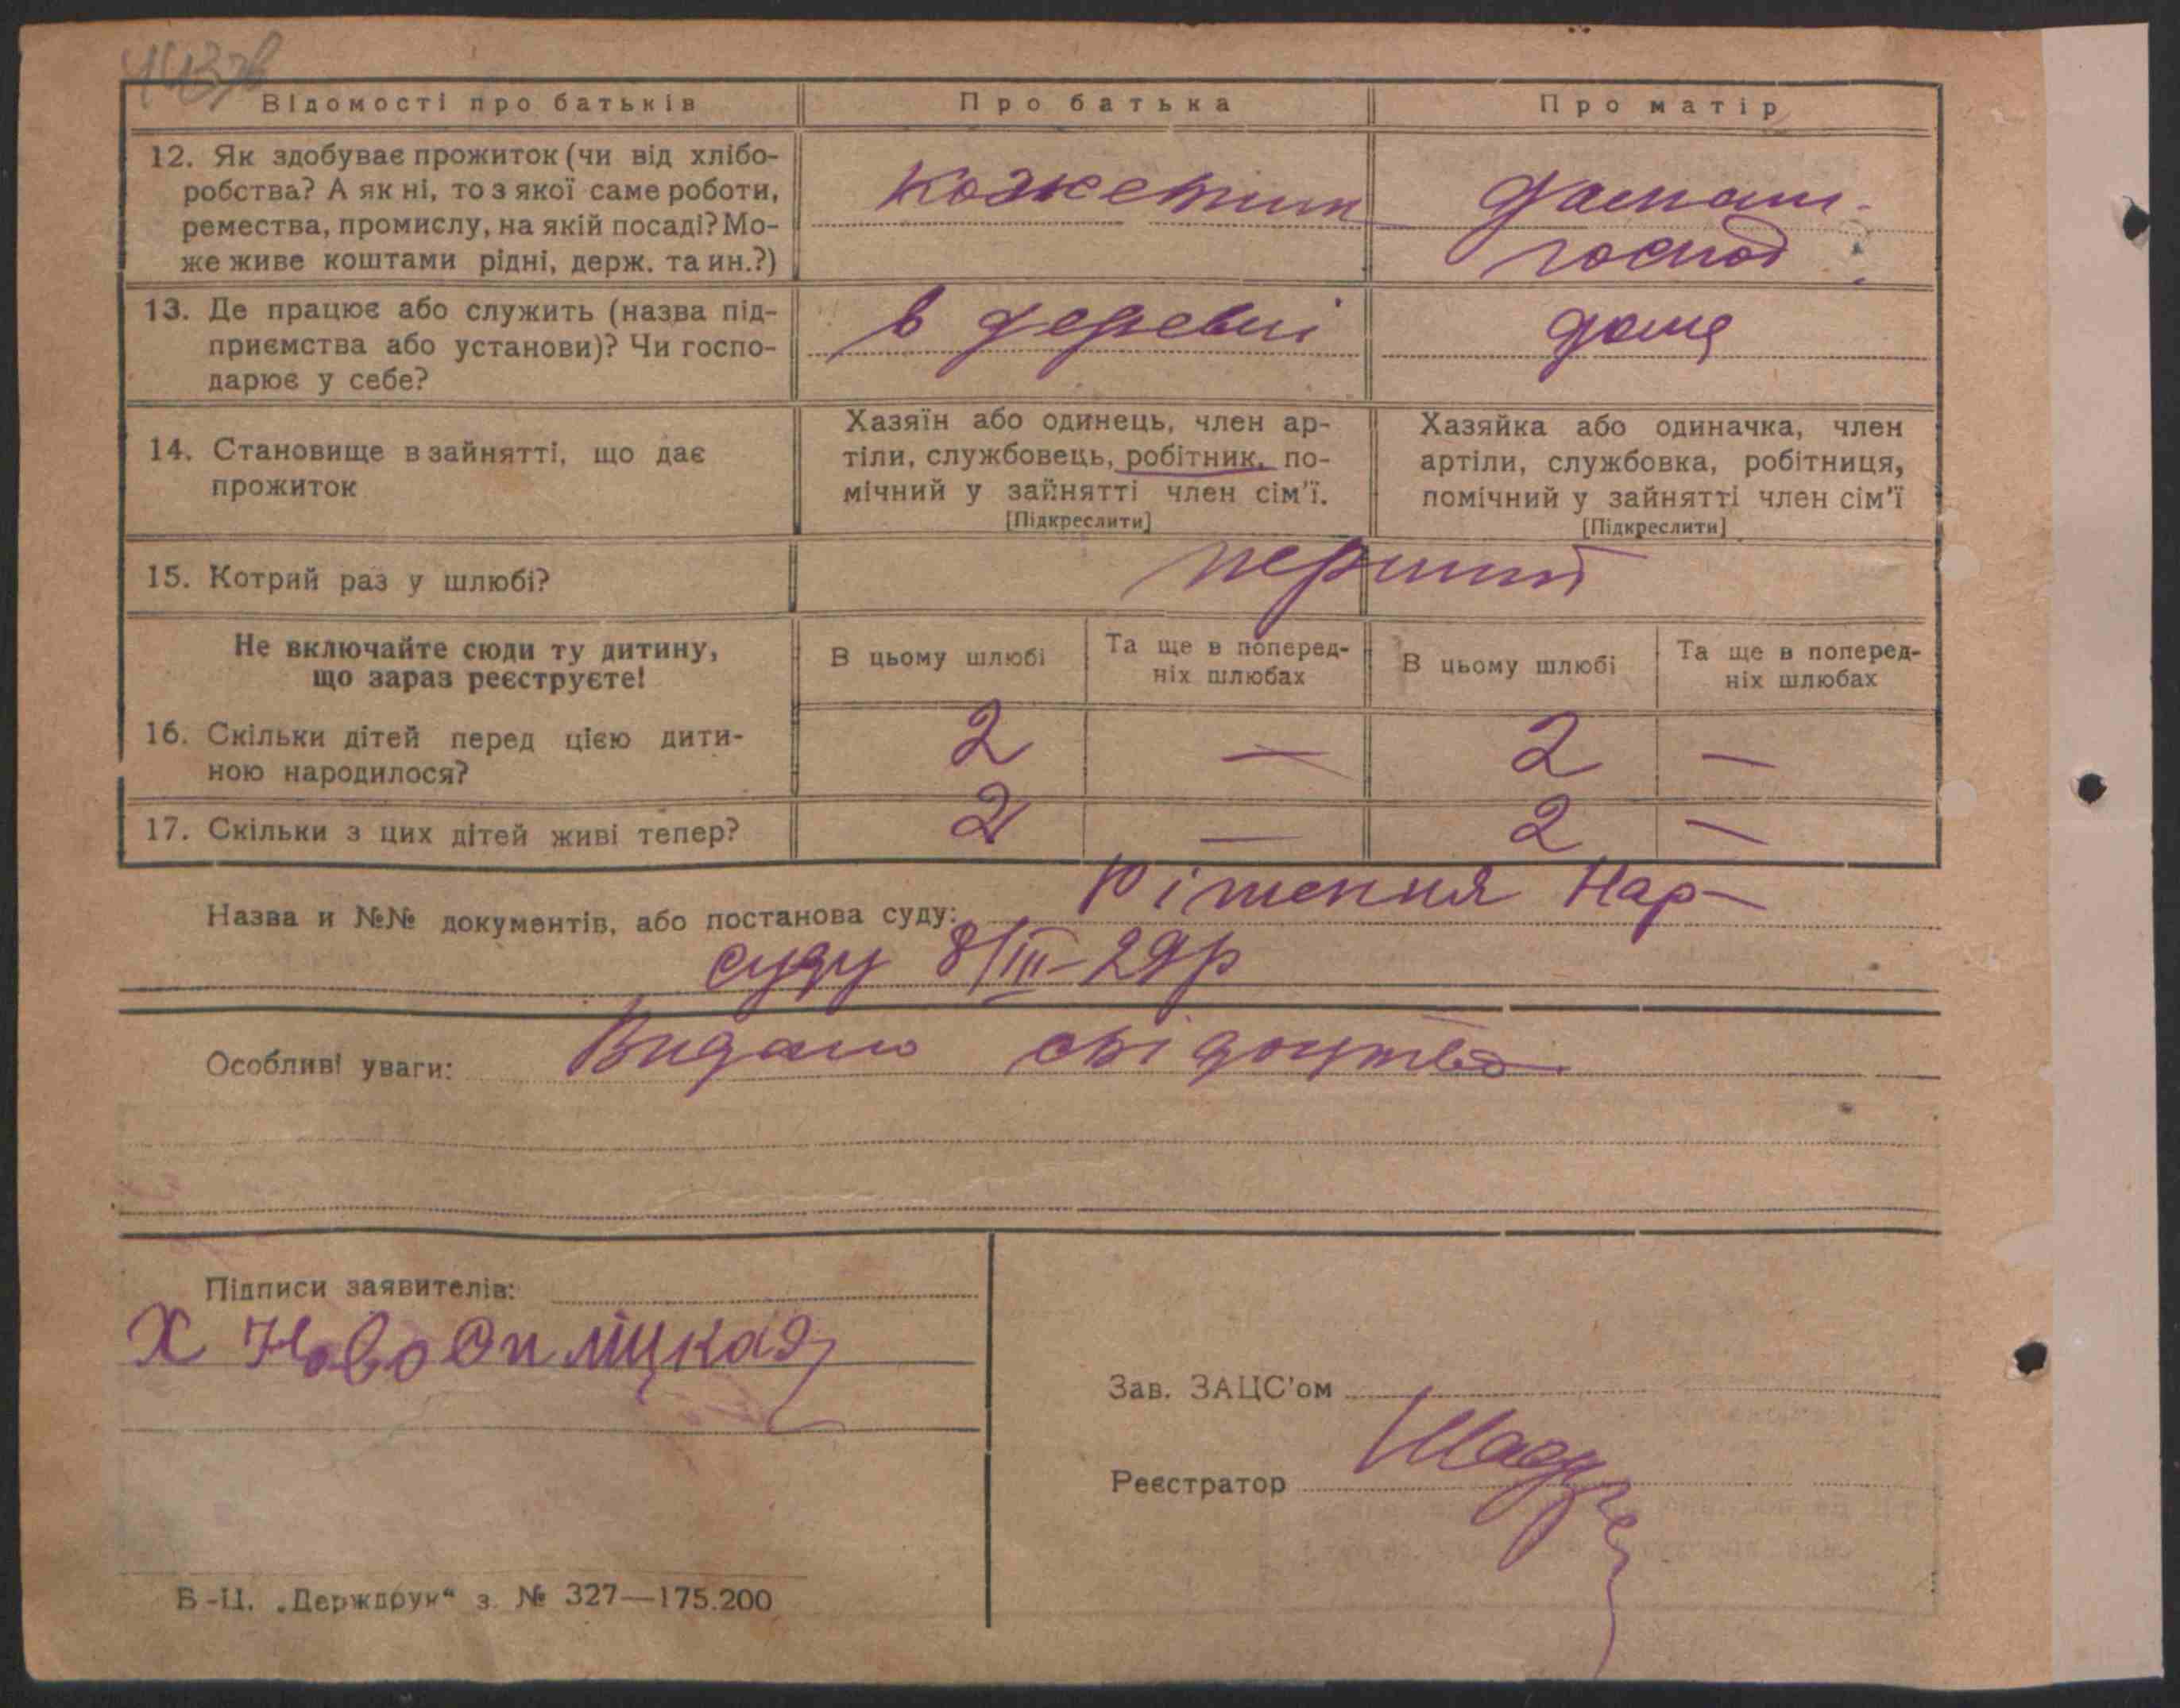 Відомості про батьків
Про батька
Про матір
12. Як здобуває прожиток (чи від хлібо-
робства? А як ні, то з якої саме роботи,
ремества, промислу, на якій посаді? Мо-
же живе коштами рідні, держ. та ин.?)
домаш.
господ.
13. Де працює або служить (назва під-
приємства або установи)? Чи госпо-
дарює у себе?
в деревні
дома
14. Становище в зайнятті, що дає
прожиток
Хазяїн або одинець, член ар-
тіли, службовець, робітник, по-
мічний у зайнятті член сім'ї.
[Підкреслити]
Хазяйка або одиначка, член
артіли, службовка, робітниця,
помічний у зайнятті член сім'ї
[Підкреслити]
15. Котрий раз у шлюбі?
перший
Не включайте сюди ту дитину,
що зараз реєструєте!
В цьому шлюбі
Та ще в поперед-
ніх шлюбах
В цьому шлюбі
Та ще в поперед-
ніх шлюбах
16. Скільки дітей перед цією дити-
ною народилося?
2 — 2 —
17. Скільки з цих дітей живі тепер?
2 — 2 —
Назва и №№ документів, або постанова суду: Рішення Нар-
суду 8/III-29р
Особливі уваги: Видано свідоцтво
Підписи заявителів:
Х
Зав. ЗАЦС'ом
Реєстратор
Б-Ц. „Держдрук“ з. № 327—175.200